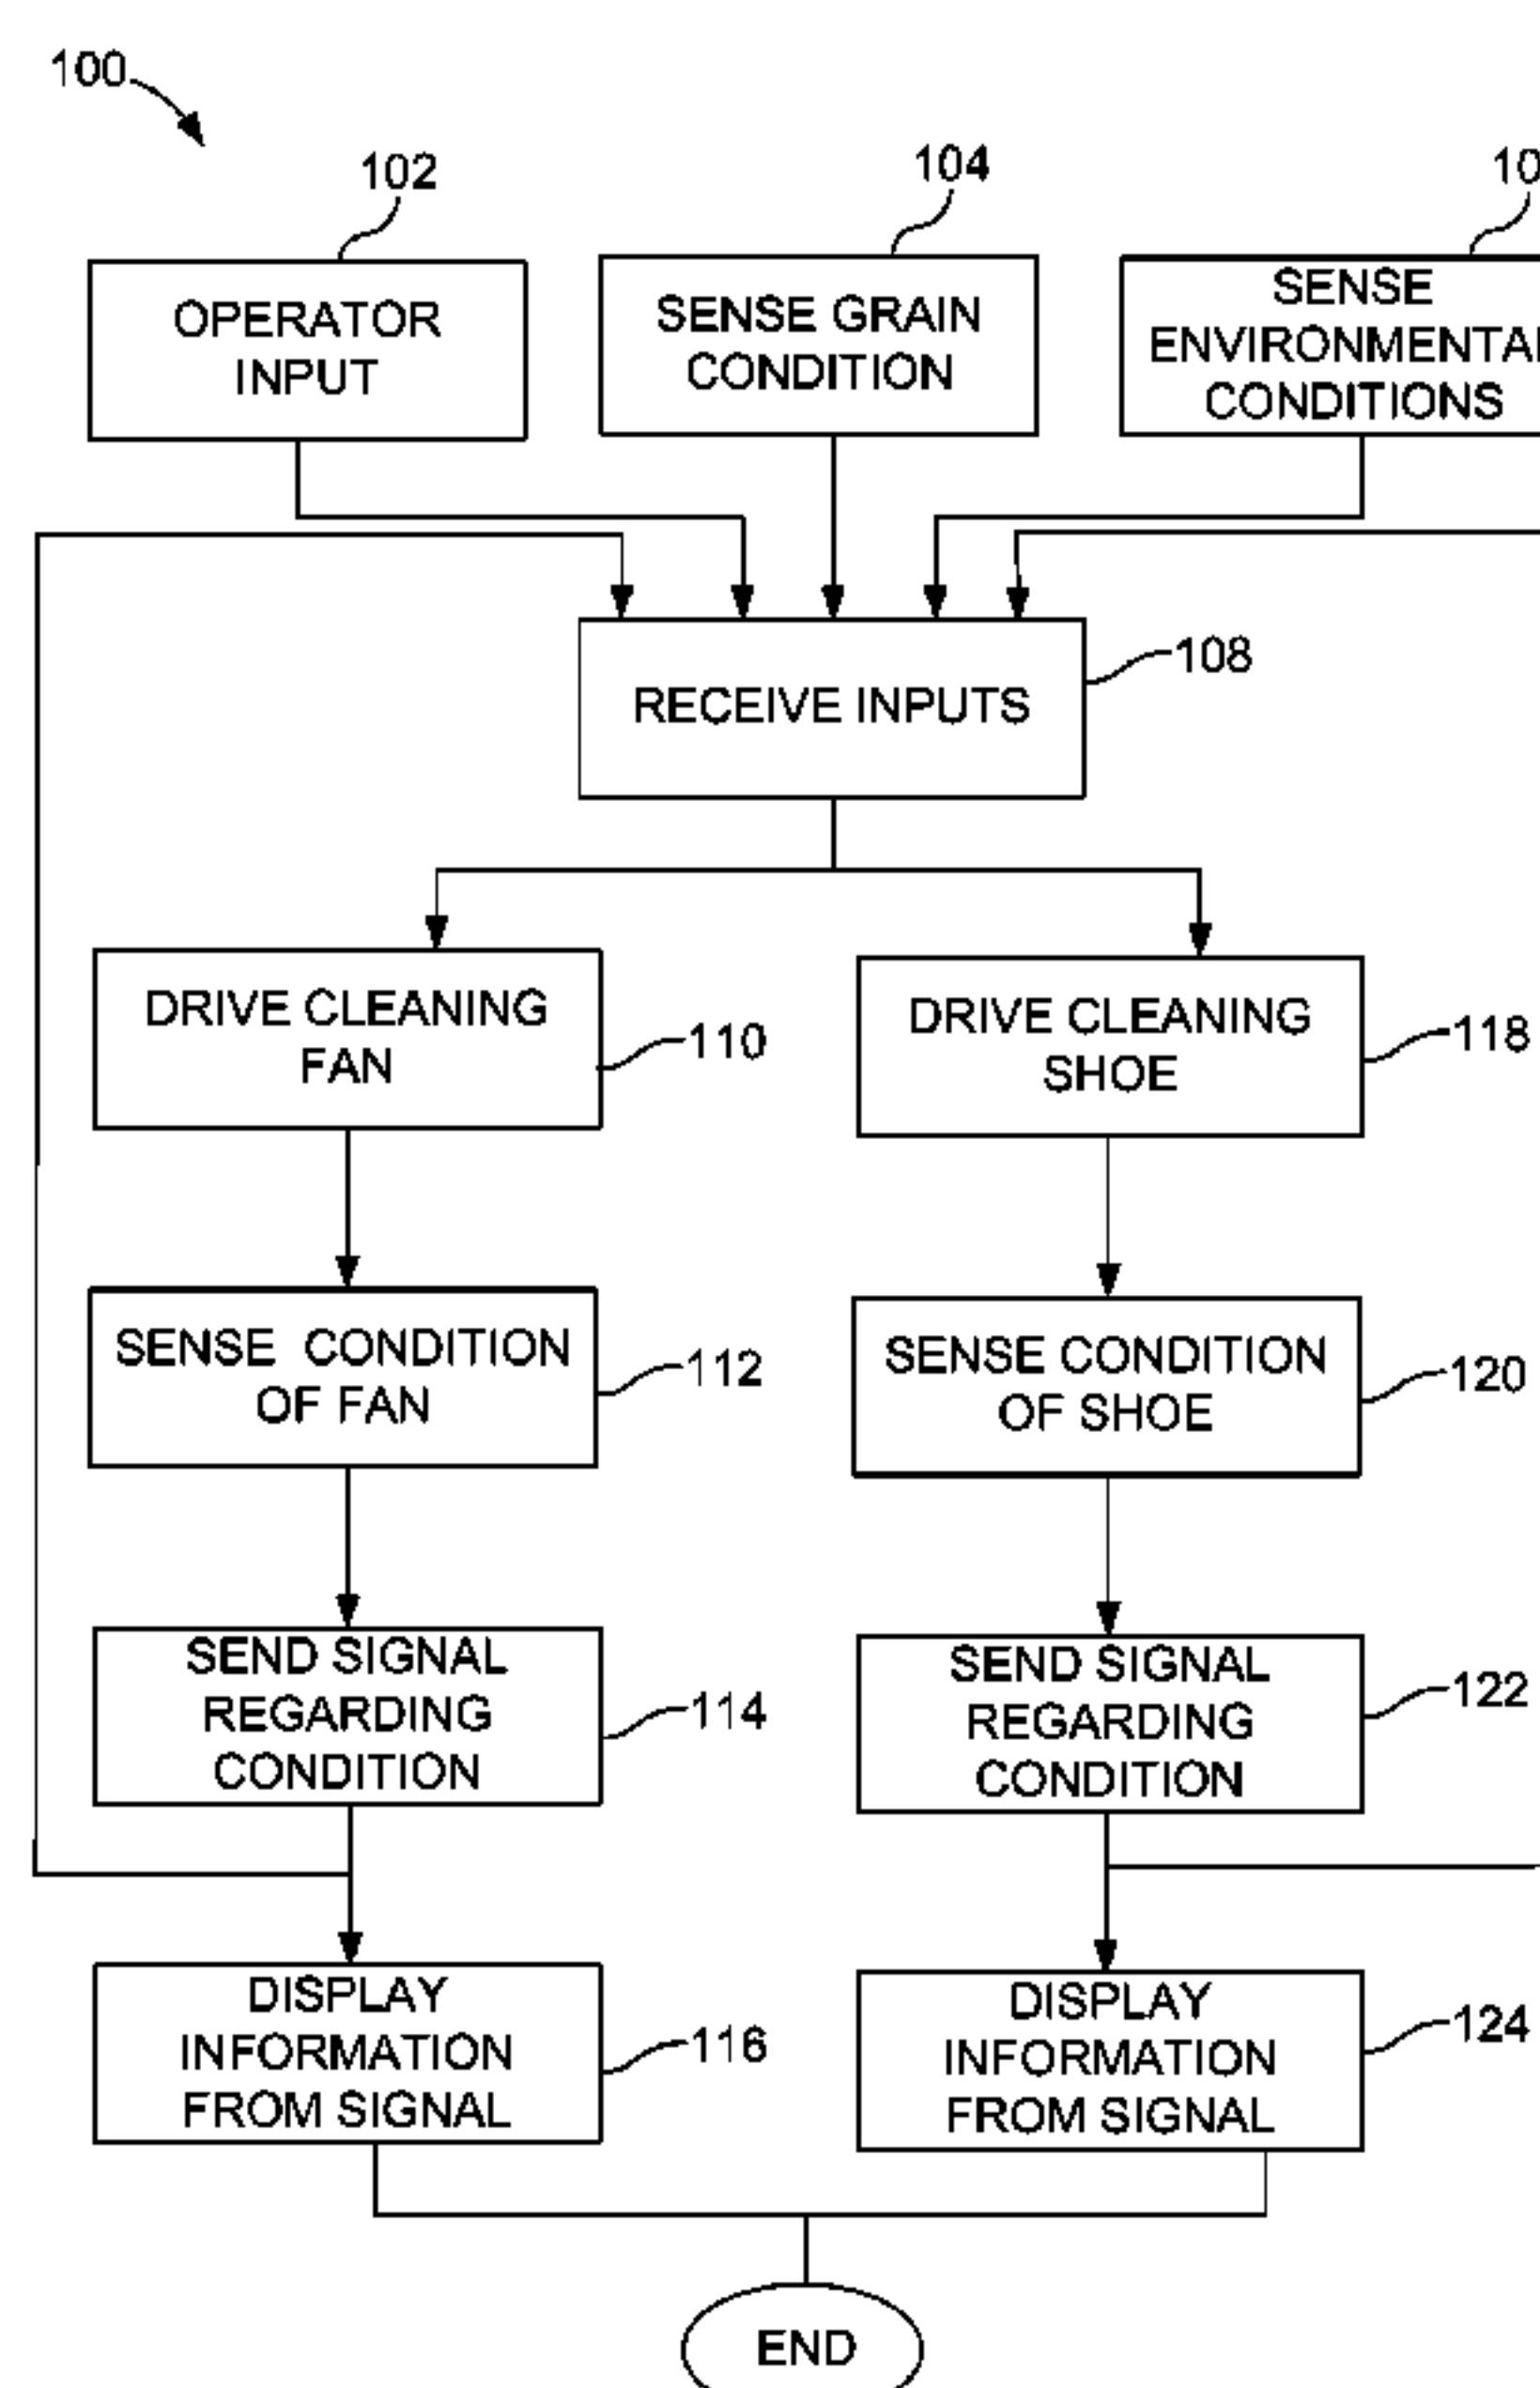 100
102
104
OPERATOR
INPUT
SENSE GRAIN
CONDITION
SENSE
CONDITIONS
RECEIVE INPUTS
108
DRIVE CLEANING
FAN
110
DRIVE CLEANING
SHOE
118
SENSE CONDITION
OF FAN
112
SENSE CONDITION
OF SHOE
120
SEND SIGNAL
REGARDING
CONDITION
114
SEND SIGNAL
REGARDING
CONDITION
122
DISPLAY
INFORMATION
FROM SIGNAL
116
DISPLAY
INFORMATION
FROM SIGNAL
124
END